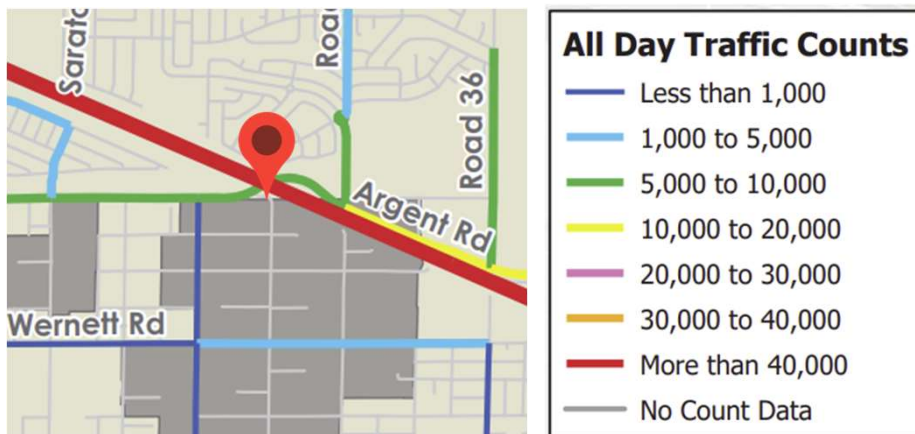 Sarato
Road
Road 36
Argent Rd
Wernett Rd
All Day Traffic Counts
Less than 1,000
1,000 to 5,000
5,000 to 10,000
10,000 to 20,000
20,000 to 30,000
30,000 to 40,000
More than 40,000
No Count Data